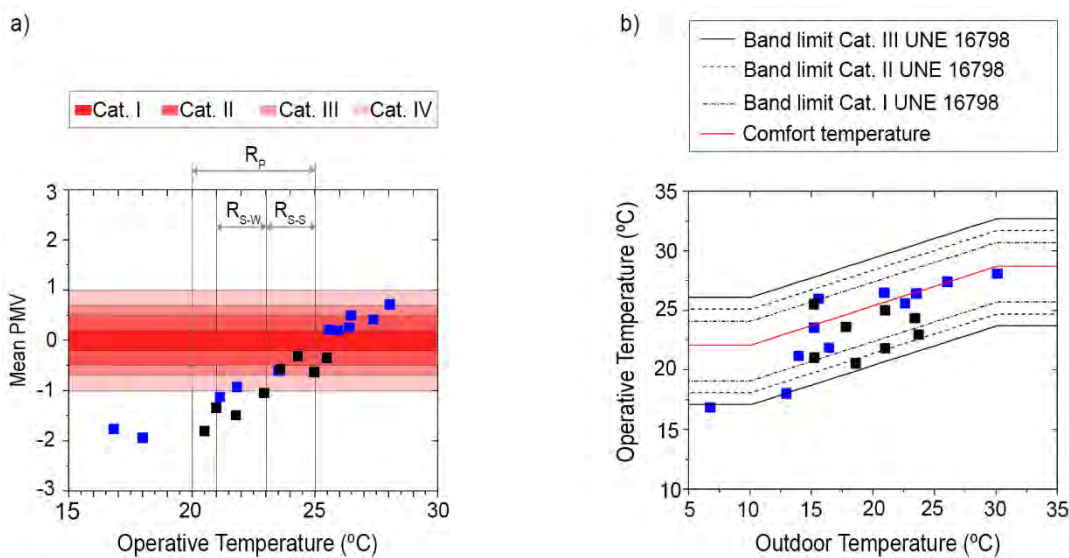 a)
Cat. I Cat. II Cat. III Cat. IV
R_P
R_S-W R_S-S
3
2
1
0
-1
-2
-3
Mean PMV
15 20 25 30
Operative Temperature (ºC)
b)
Band limit Cat. III UNE 16798
Band limit Cat. II UNE 16798
Band limit Cat. I UNE 16798
Comfort temperature
35
30
25
20
15
10
Operative Temperature (ºC)
5 10 15 20 25 30 35
Outdoor Temperature (ºC)